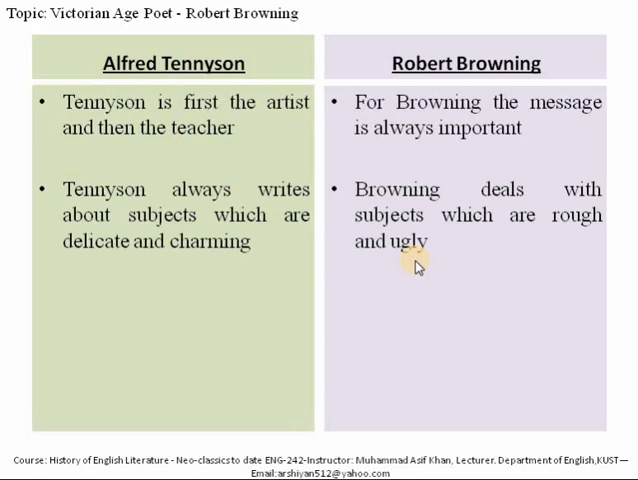 Topic: Victorian Age Poet - Robert Browning
Alfred Tennyson
• Tennyson is first the artist
and then the teacher
• Tennyson always writes
about subjects which are
delicate and charming
Robert Browning
• For Browning the message
is always important
• Browning deals with
subjects which are rough
and ugly
Course: History of English Literature - Neo-classics to date ENG-242-Instructor: Muhammad Asif Khan, Lecturer. Department of English,KUST—
Email:arshiyan512@yahoo.com